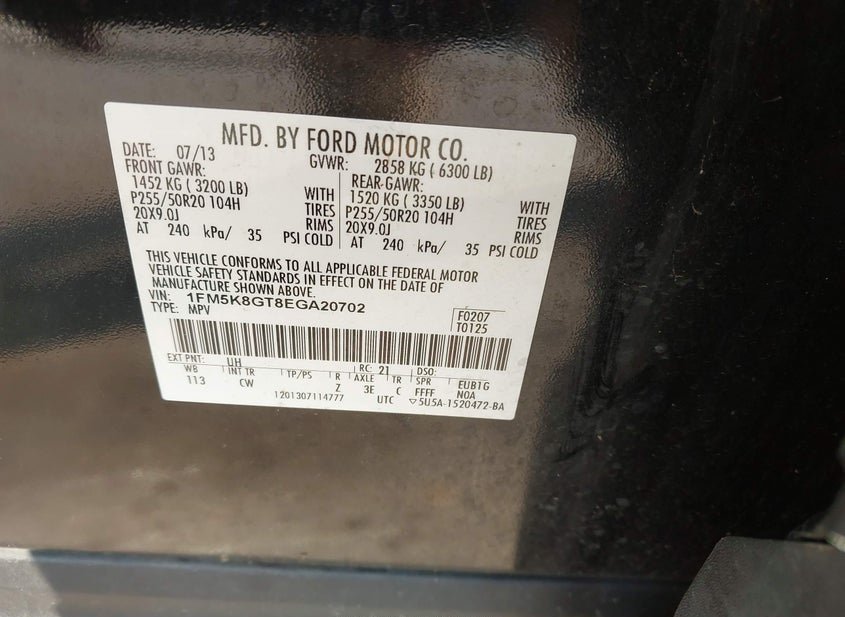 MFD. BY FORD MOTOR CO.
DATE: 07/13 GVWR: 2858 KG ( 6300 LB)
FRONT GAWR: REAR GAWR:
1452 KG ( 3200 LB) WITH 1520 KG ( 3350 LB) WITH
P255/50R20 104H TIRES P255/50R20 104H TIRES
20X9.0J RIMS 20X9.0J RIMS
AT 240 kPa/ 35 PSI COLD AT 240 kPa/ 35 PSI COLD
THIS VEHICLE CONFORMS TO ALL APPLICABLE FEDERAL MOTOR
VEHICLE SAFETY STANDARDS IN EFFECT ON THE DATE OF
MANUFACTURE SHOWN ABOVE.
VIN: 1FM5K8GT8EGA20702 F0207
TYPE: MPV T0125
EXT PNT: UH RC: 21 DSO:
WB INT TR TP/PS R AXLE TR SPR EUB1G
113 CW Z 3E C FFFF NOA
1201307114777 UTC ▽5U5A-1520472-BA